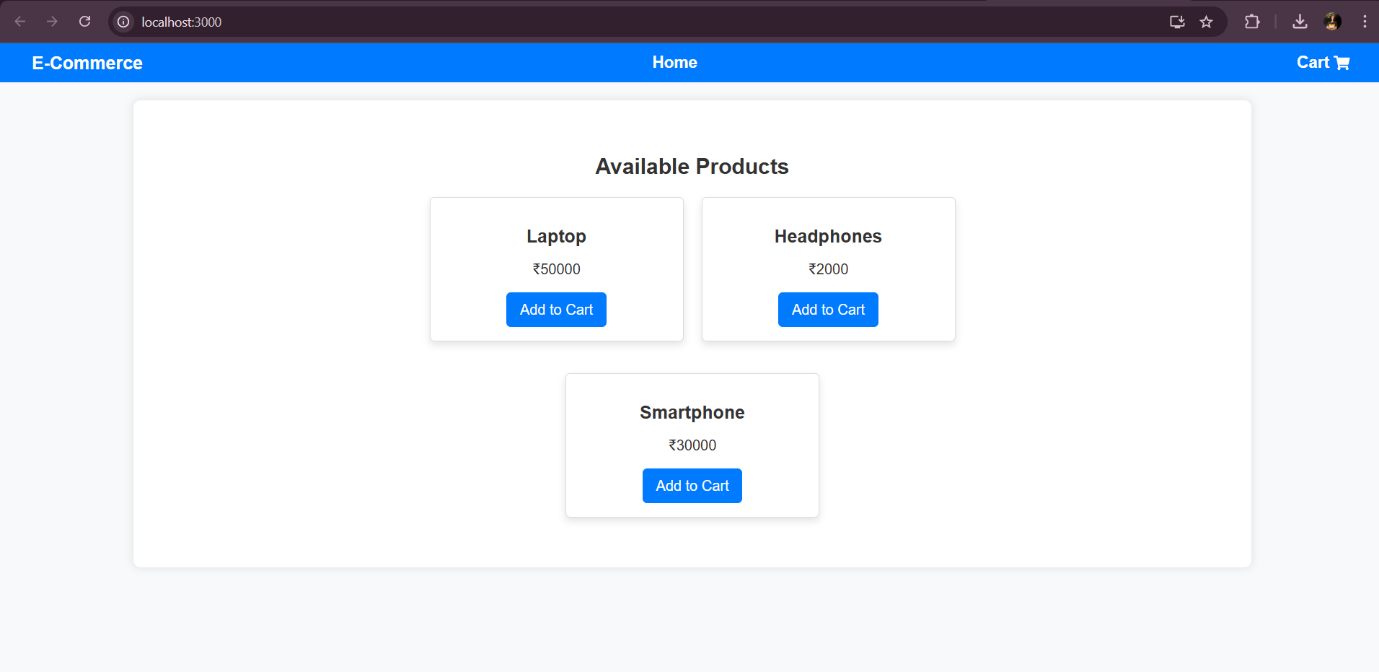 localhost:3000
E-Commerce
Home
Cart
Available Products
Laptop
₹50000
Add to Cart
Headphones
₹2000
Add to Cart
Smartphone
₹30000
Add to Cart